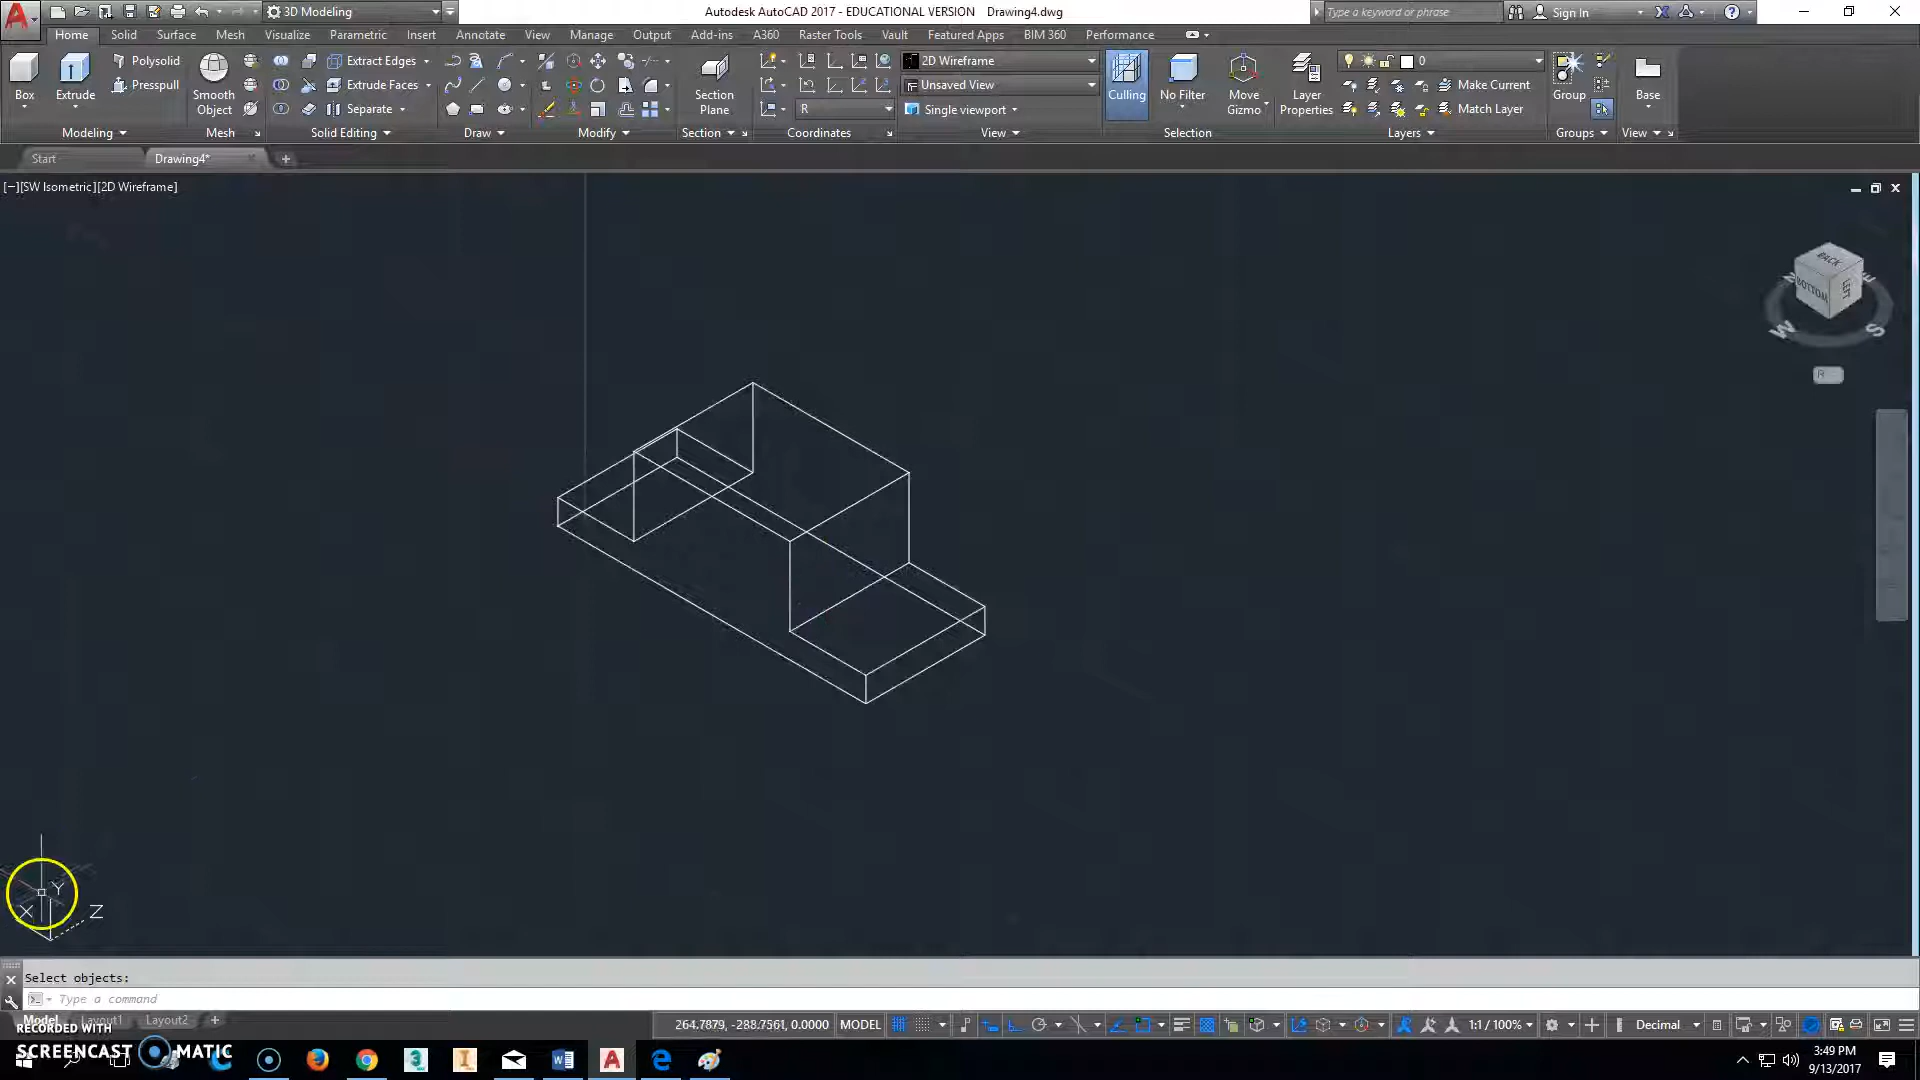 3D Modeling
Autodesk AutoCAD 2017 - EDUCATIONAL VERSION Drawing4.dwg
Type a keyword or phrase
Sign In
Home Solid Surface Mesh Visualize Parametric Insert Annotate View Manage Output Add-ins A360 Raster Tools Vault Featured Apps BIM 360 Performance
Polysolid Extract Edges 2D Wireframe 0
Presspull Extrude Faces Unsaved View Make Current
Box Extrude Smooth Object Section Plane Culling No Filter Move Gizmo Layer Properties Group Base
Separate R Single viewport Match Layer
Modeling Mesh Solid Editing Draw Modify Section Coordinates View Selection Layers Groups View
Start Drawing4*
[−][SW Isometric][2D Wireframe]
BACK
BOTTOM
W S
R
Y
X Z
Select objects:
Type a command
Model Layout1 Layout2
264.7879, -288.7561, 0.0000 MODEL 1:1 / 100% Decimal
RECORDED WITH
SCREENCAST MATIC
3:49 PM
9/13/2017